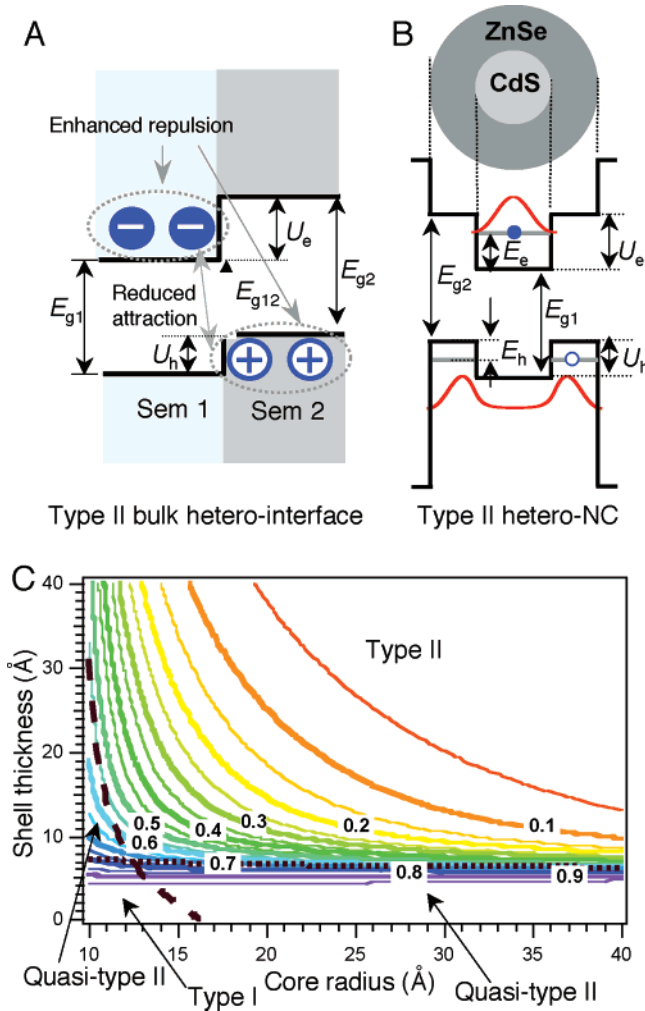 A
Enhanced repulsion
− −
Ue
Eg1
Reduced
attraction
Eg12
Eg2
Uh
+ +
Sem 1
Sem 2
Type II bulk hetero-interface
B
ZnSe
CdS
Ee
Ue
Eg2
Eg1
Eh
Uh
Type II hetero-NC
C
Shell thickness (Å)
40
30
20
10
0
Type II
0.5
0.6
0.4
0.3
0.2
0.1
0.7
0.8
0.9
10
15
20
25
30
35
40
Quasi-type II
Type I
Core radius (Å)
Quasi-type II